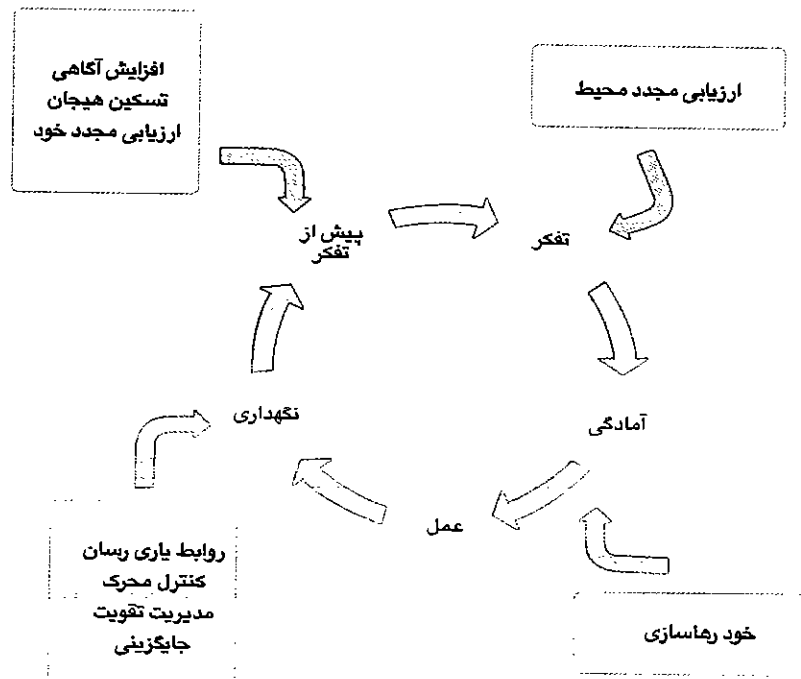 افزایش آگاهی
تسکین هیجان
ارزیابی مجدد خود
ارزیابی مجدد محیط
پیش از
تفکر
تفکر
نگهداری
آمادگی
عمل
روابط یاری رسان
کنترل محرک
مدیریت تقویت
جایگزینی
خود رهاسازی